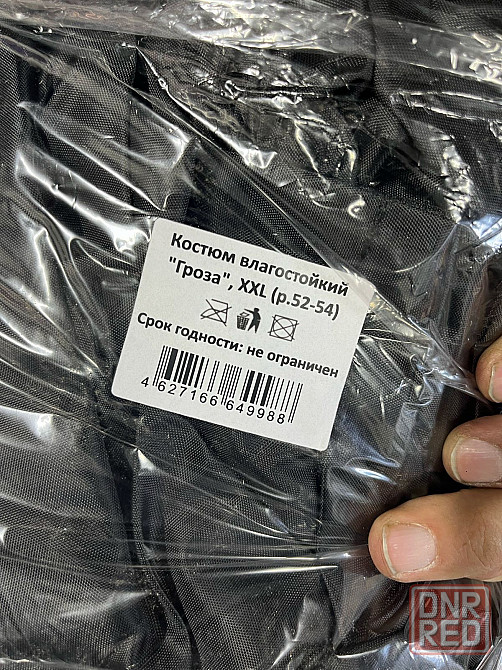 Костюм влагостойкий
"Гроза", XXL (р.52-54)
Срок годности: не ограничен
4 627166 649988
DNR
RED